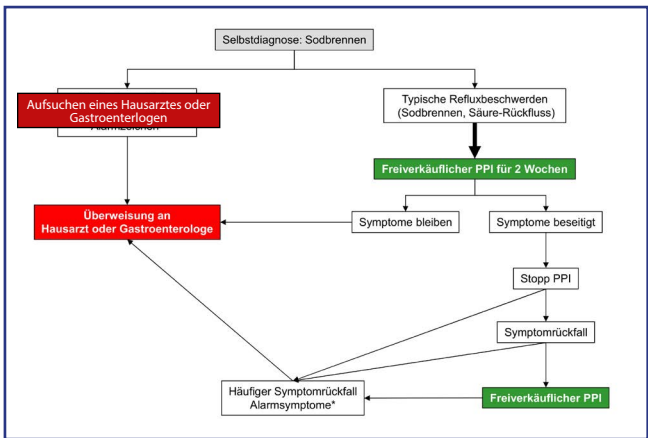 Selbstdiagnose: Sodbrennen
Aufsuchen eines Hausarztes oder
Gastroenterlogen
Alarmzeichen
Typische Refluxbeschwerden
(Sodbrennen, Säure-Rückfluss)
Freiverkäuflicher PPI für 2 Wochen
Überweisung an
Hausarzt oder Gastroenterologe
Symptome bleiben
Symptome beseitigt
Stopp PPI
Symptomrückfall
Häufiger Symptomrückfall
Alarmsymptome*
Freiverkäuflicher PPI